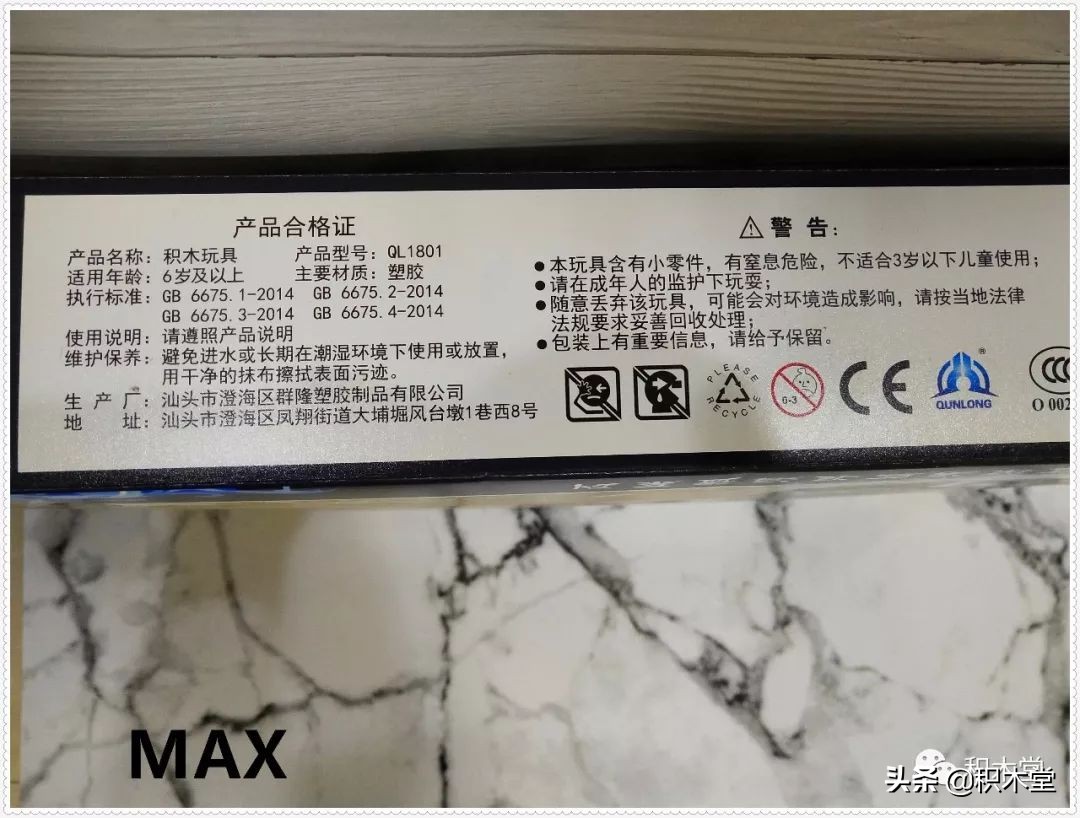 产品合格证
产品名称：积木玩具 产品型号：QL1801
适用年龄：6岁及以上 主要材质：塑胶
执行标准：GB 6675.1-2014 GB 6675.2-2014
GB 6675.3-2014 GB 6675.4-2014
使用说明：请遵照产品说明
维护保养：避免进水或长期在潮湿环境下使用或放置，
用干净的抹布擦拭表面污迹。
生产厂：汕头市澄海区群隆塑胶制品有限公司
地址：汕头市澄海区凤翔街道大埔堀风台墩1巷西8号
⚠警告：
●本玩具含有小零件，有窒息危险，不适合3岁以下儿童使用；
●请在成年人的监护下玩耍；
●随意丢弃该玩具，可能会对环境造成影响，请按当地法律
法规要求妥善回收处理；
●包装上有重要信息，请给予保留。
PLEASE RECYCLE
0-3
CE
®
QUNLONG
CCC
O 002
MAX
积木堂
头条 @积木堂